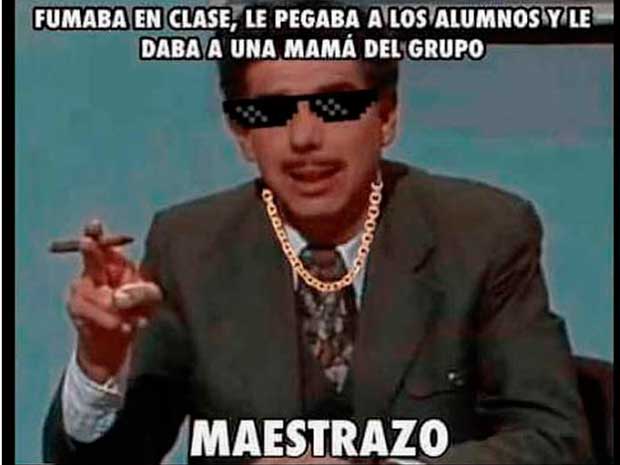 FUMABA EN CLASE, LE PEGABA A LOS ALUMNOS Y LE
DABA A UNA MAMÁ DEL GRUPO
MAESTRAZO